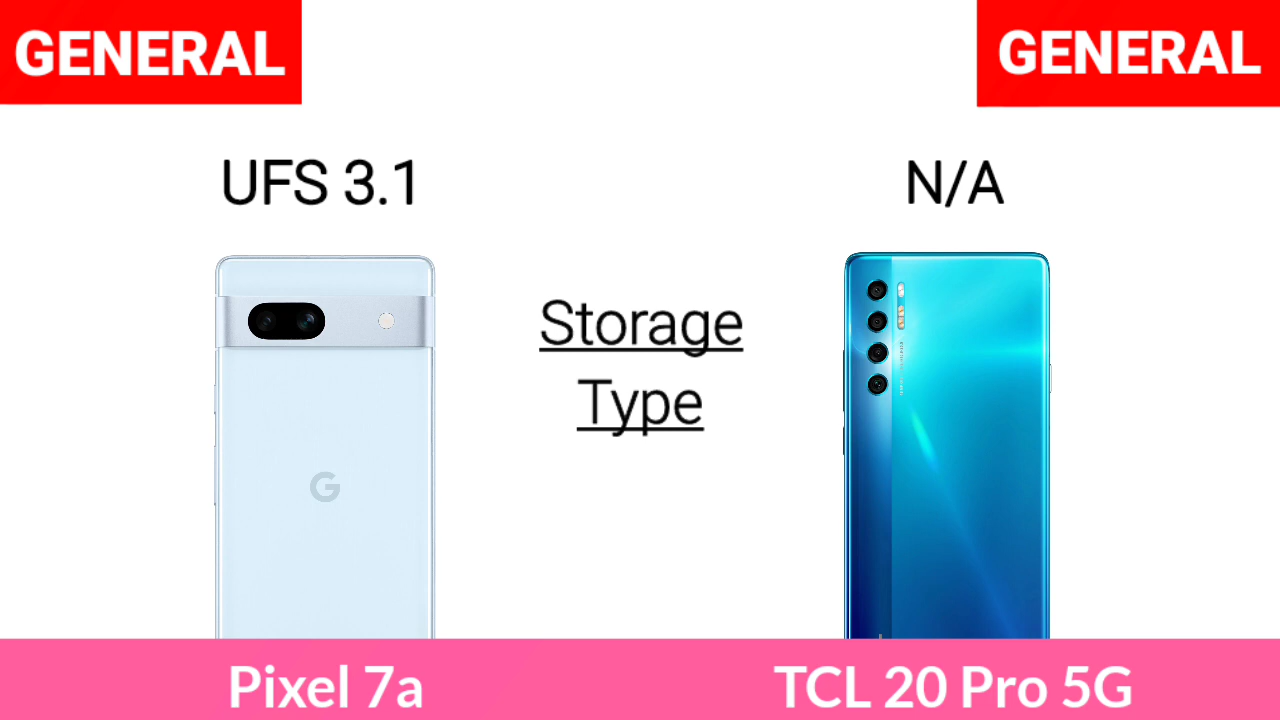 GENERAL
GENERAL
UFS 3.1
N/A
Storage
Type
G
Pixel 7a
TCL 20 Pro 5G